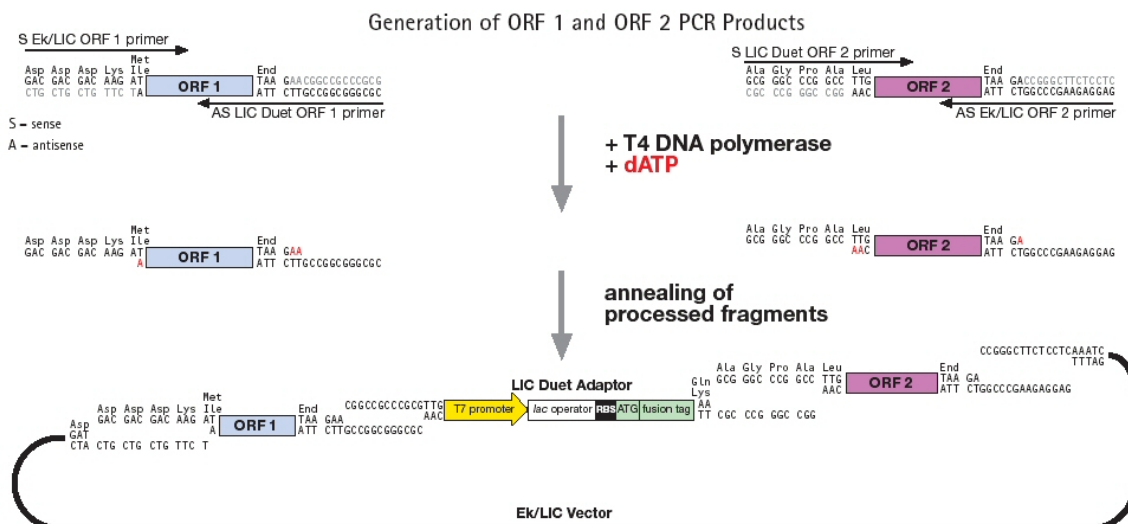 Generation of ORF 1 and ORF 2 PCR Products
S Ek/LIC ORF 1 primer
Met
Asp Asp Asp Lys Ile
End
GAC GAC GAC AAG AT
ORF 1
TAA GAACGGCCGCCCGCG
CTG CTG CTG TTC TA
ATT CTTGCCGGCGGGCGC
AS LIC Duet ORF 1 primer
S – sense
A – antisense
S LIC Duet ORF 2 primer
Ala Gly Pro Ala Leu
End
GCG GGC CCG GCC TTG
ORF 2
TAA GACCGGGCTTCTCCTC
CGC CCG GGC CGG AAC
ATT CTGGCCCGAAGAGGAG
AS Ek/LIC ORF 2 primer
+ T4 DNA polymerase
+ dATP
Met
Asp Asp Asp Lys Ile
End
GAC GAC GAC AAG AT
ORF 1
TAA GAA
A
ATT CTTGCCGGCGGGCGC
Ala Gly Pro Ala Leu
End
GCG GGC CCG GCC TTG
ORF 2
TAA GA
AAC
ATT CTGGCCCGAAGAGGAG
annealing of
processed fragments
Asp
GAT
CTA CTG CTG CTG TTC T
Met
Asp Asp Asp Lys Ile
End
GAC GAC GAC AAG AT
ORF 1
TAA GAA
A
ATT CTTGCCGGCGGGCGC
LIC Duet Adaptor
CGGCCGCCCGCGTTG
AAC
T7 promoter
lac operator
RBS
ATG
fusion tag
Gln
Lys
AA
TT CGC CCG GGC CGG
Ala Gly Pro Ala Leu
End
GCG GGC CCG GCC TTG
ORF 2
TAA GA
AAC
ATT CTGGCCCGAAGAGGAG
CCGGGCTTCTCCTCAAATC
TTTAG
Ek/LIC Vector